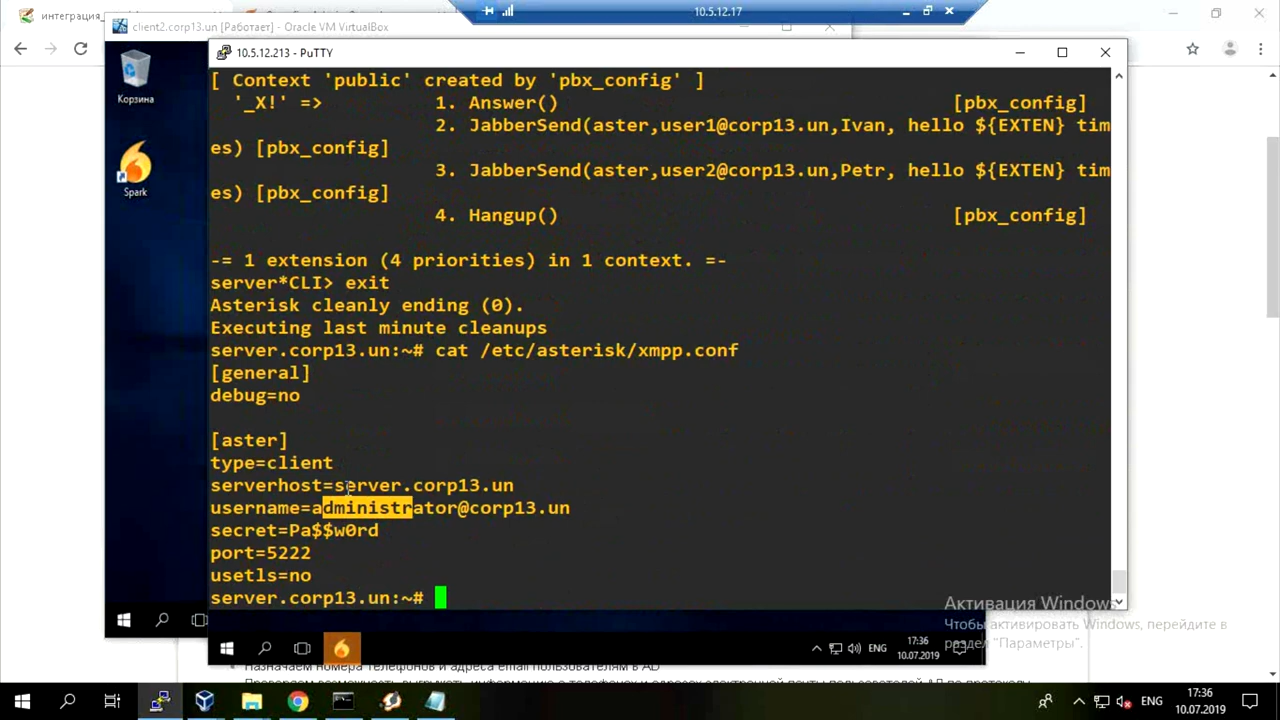 интеграция_
10.5.12.17
client2.corp13.un [Работает] - Oracle VM VirtualBox
10.5.12.213 - PuTTY
Корзина
Spark
[ Context 'public' created by 'pbx_config' ]
'_X!' => 1. Answer() [pbx_config]
2. JabberSend(aster,user1@corp13.un,Ivan, hello ${EXTEN} tim
es) [pbx_config]
3. JabberSend(aster,user2@corp13.un,Petr, hello ${EXTEN} tim
es) [pbx_config]
4. Hangup() [pbx_config]
-= 1 extension (4 priorities) in 1 context. =-
server*CLI> exit
Asterisk cleanly ending (0).
Executing last minute cleanups
server.corp13.un:~# cat /etc/asterisk/xmpp.conf
[general]
debug=no
[aster]
type=client
serverhost=server.corp13.un
username=administrator@corp13.un
secret=Pa$$w0rd
port=5222
usetls=no
server.corp13.un:~#
Активация Windows
Чтобы активировать Windows, перейдите в
раздел "Параметры".
ENG
17:36
10.07.2019
Назначаем номера телефонов и адреса email пользователям в AD
ENG
17:36
10.07.2019